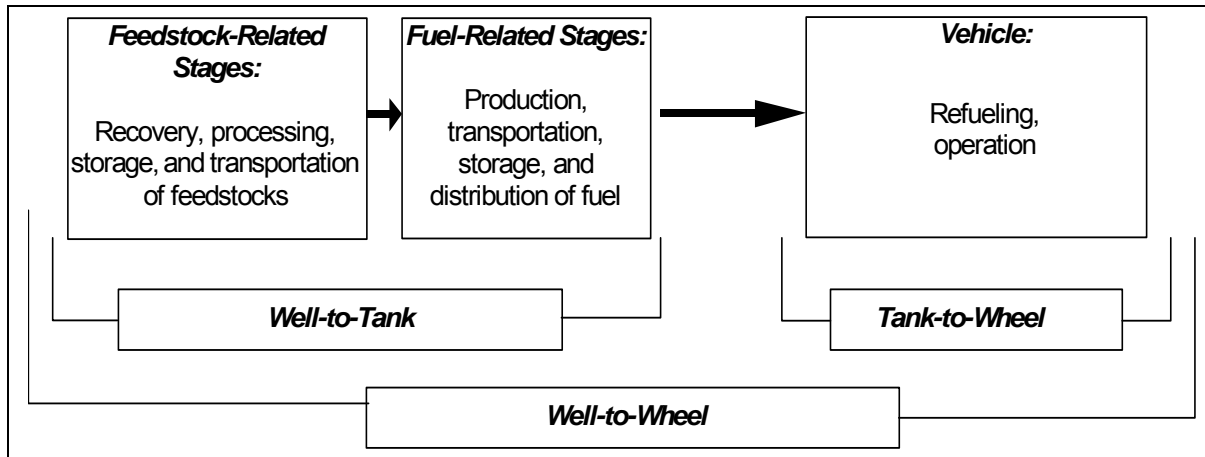 Feedstock-Related
Stages:
Recovery, processing,
storage, and transportation
of feedstocks
Fuel-Related Stages:
Production,
transportation,
storage, and
distribution of fuel
Vehicle:
Refueling,
operation
Well-to-Tank
Tank-to-Wheel
Well-to-Wheel